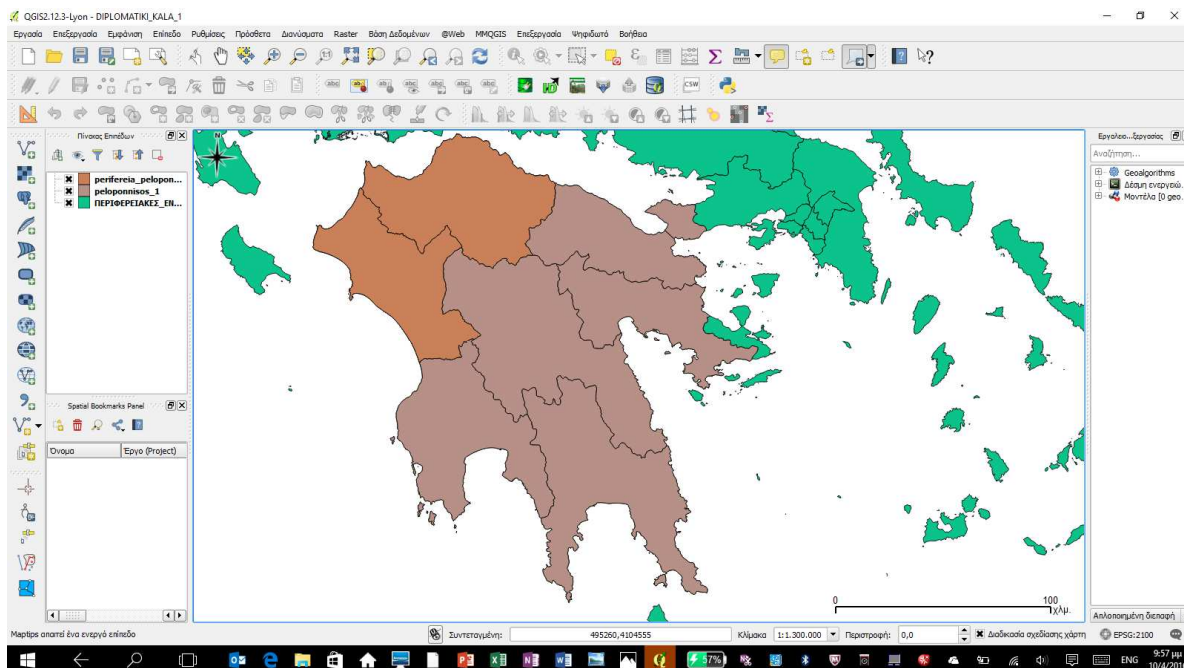 QGIS2.12.3-Lyon - DIPLOMATIKI_KALA_1
Εργασία Επεξεργασία Εμφάνιση Επίπεδο Ρυθμίσεις Πρόσθετα Διανύσματα Raster Βάση Δεδομένων @Web MMQGIS Επεξεργασία Ψηφιδωτό Βοήθεια
CSW
Πίνακας Επιπέδων
N
perifereia_pelopon...
peloponnisos_1
ΠΕΡΙΦΕΡΕΙΑΚΕΣ_ΕΝ...
Εργαλειο...ξεργασίας
Αναζήτηση...
Geoalgorithms
Δέσμη ενεργειώ.
Μοντέλα [0 geo.
Spatial Bookmarks Panel
Όνομα Έργο (Project)
0 100
χλμ.
Απλοποιημένη διεπαφή
Maptips απαιτεί ένα ενεργό επίπεδο
Συντεταγμένη: 495260,4104555
Κλίμακα 1:1.300.000
Περιστροφή: 0,0
Διαδικασία σχεδίασης χάρτη
EPSG:2100
57%
ENG
9:57 μμ
10/4/201